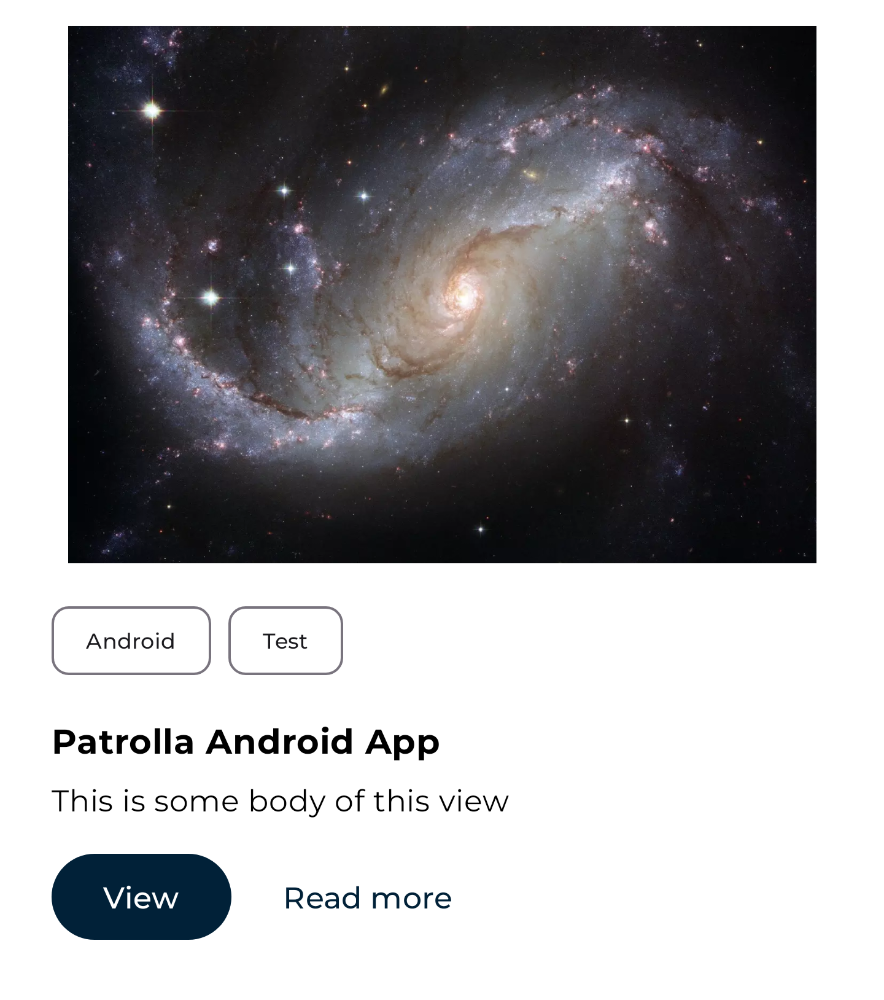 Android
Test
Patrolla Android App
This is some body of this view
View
Read more